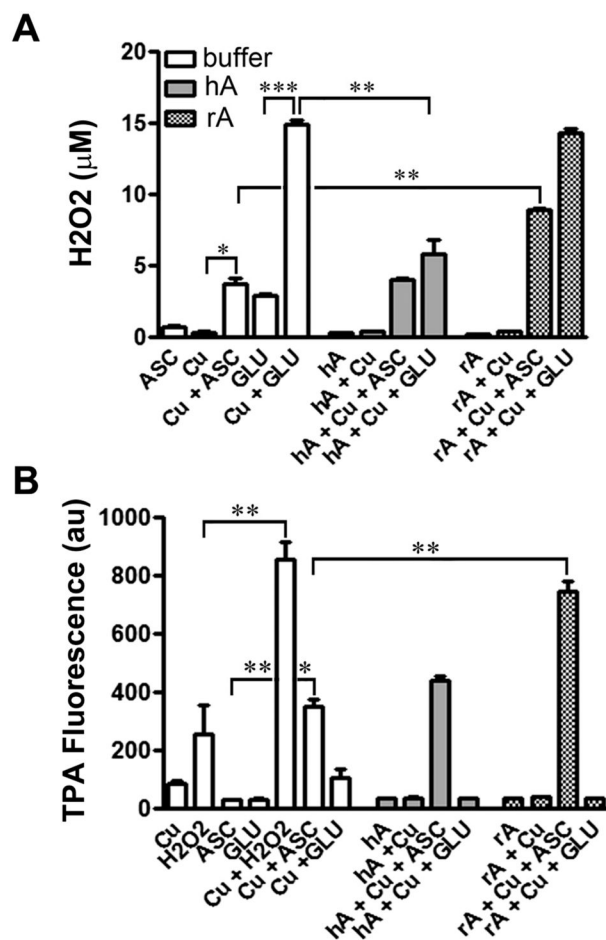 A
H2O2 (μM)
20
15
10
5
0
buffer
hA
rA
***
**
**
*
ASC
Cu
Cu + ASC
GLU
Cu + GLU
hA
hA + Cu
hA + Cu + ASC
hA + Cu + GLU
rA
rA + Cu
rA + Cu + ASC
rA + Cu + GLU
B
TPA Fluorescence (au)
1000
800
600
400
200
0
**
**
** *
Cu
H2O2
ASC
GLU
Cu + H2O2
Cu + ASC
Cu +GLU
hA
hA +Cu
hA + Cu + ASC
hA + Cu + GLU
rA
rA + Cu
rA + Cu + ASC
rA + Cu + GLU